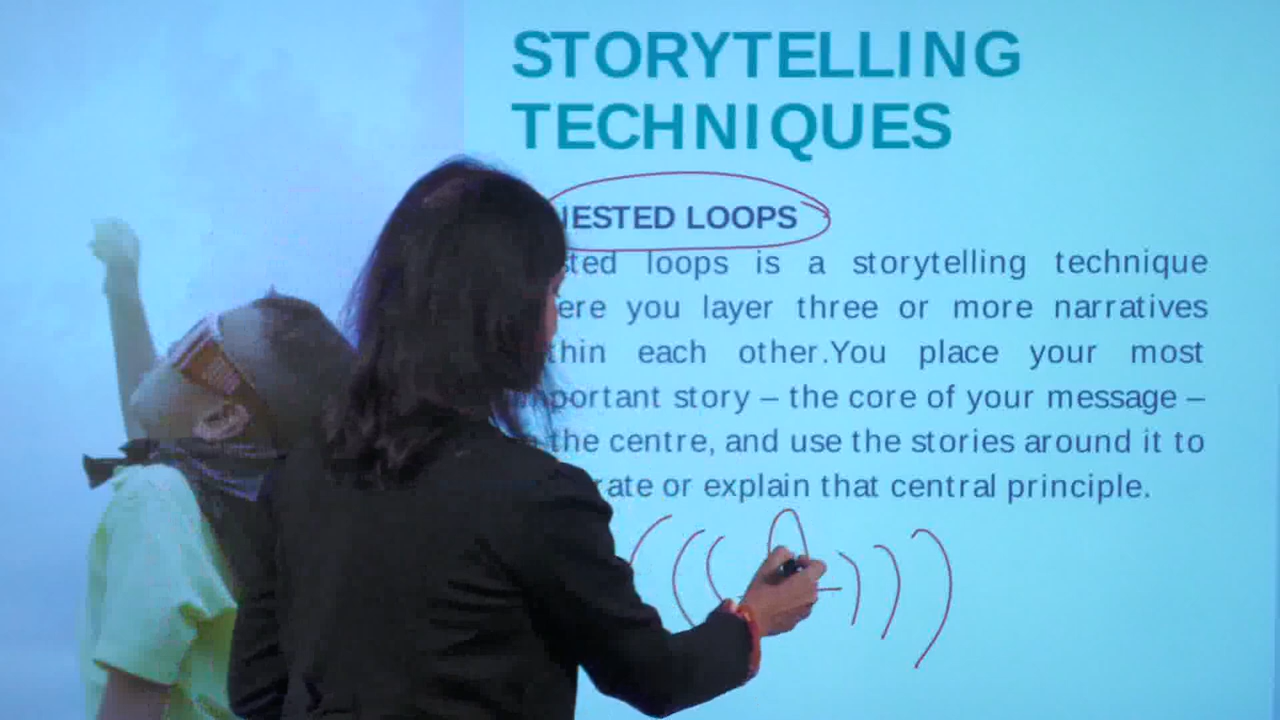 STORYTELLING
TECHNIQUES
NESTED LOOPS
sted loops is a storytelling technique
ere you layer three or more narratives
thin each other.You place your most
portant story – the core of your message –
the centre, and use the stories around it to
rate or explain that central principle.